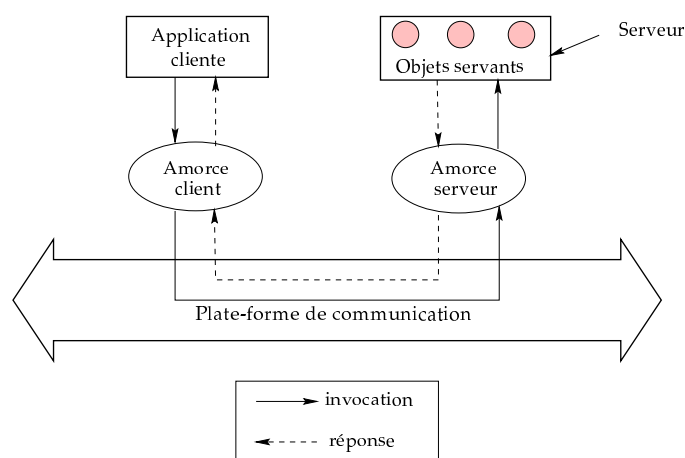 Application
cliente
Objets servants
Serveur
Amorce
client
Amorce
serveur
Plate-forme de communication
invocation
réponse